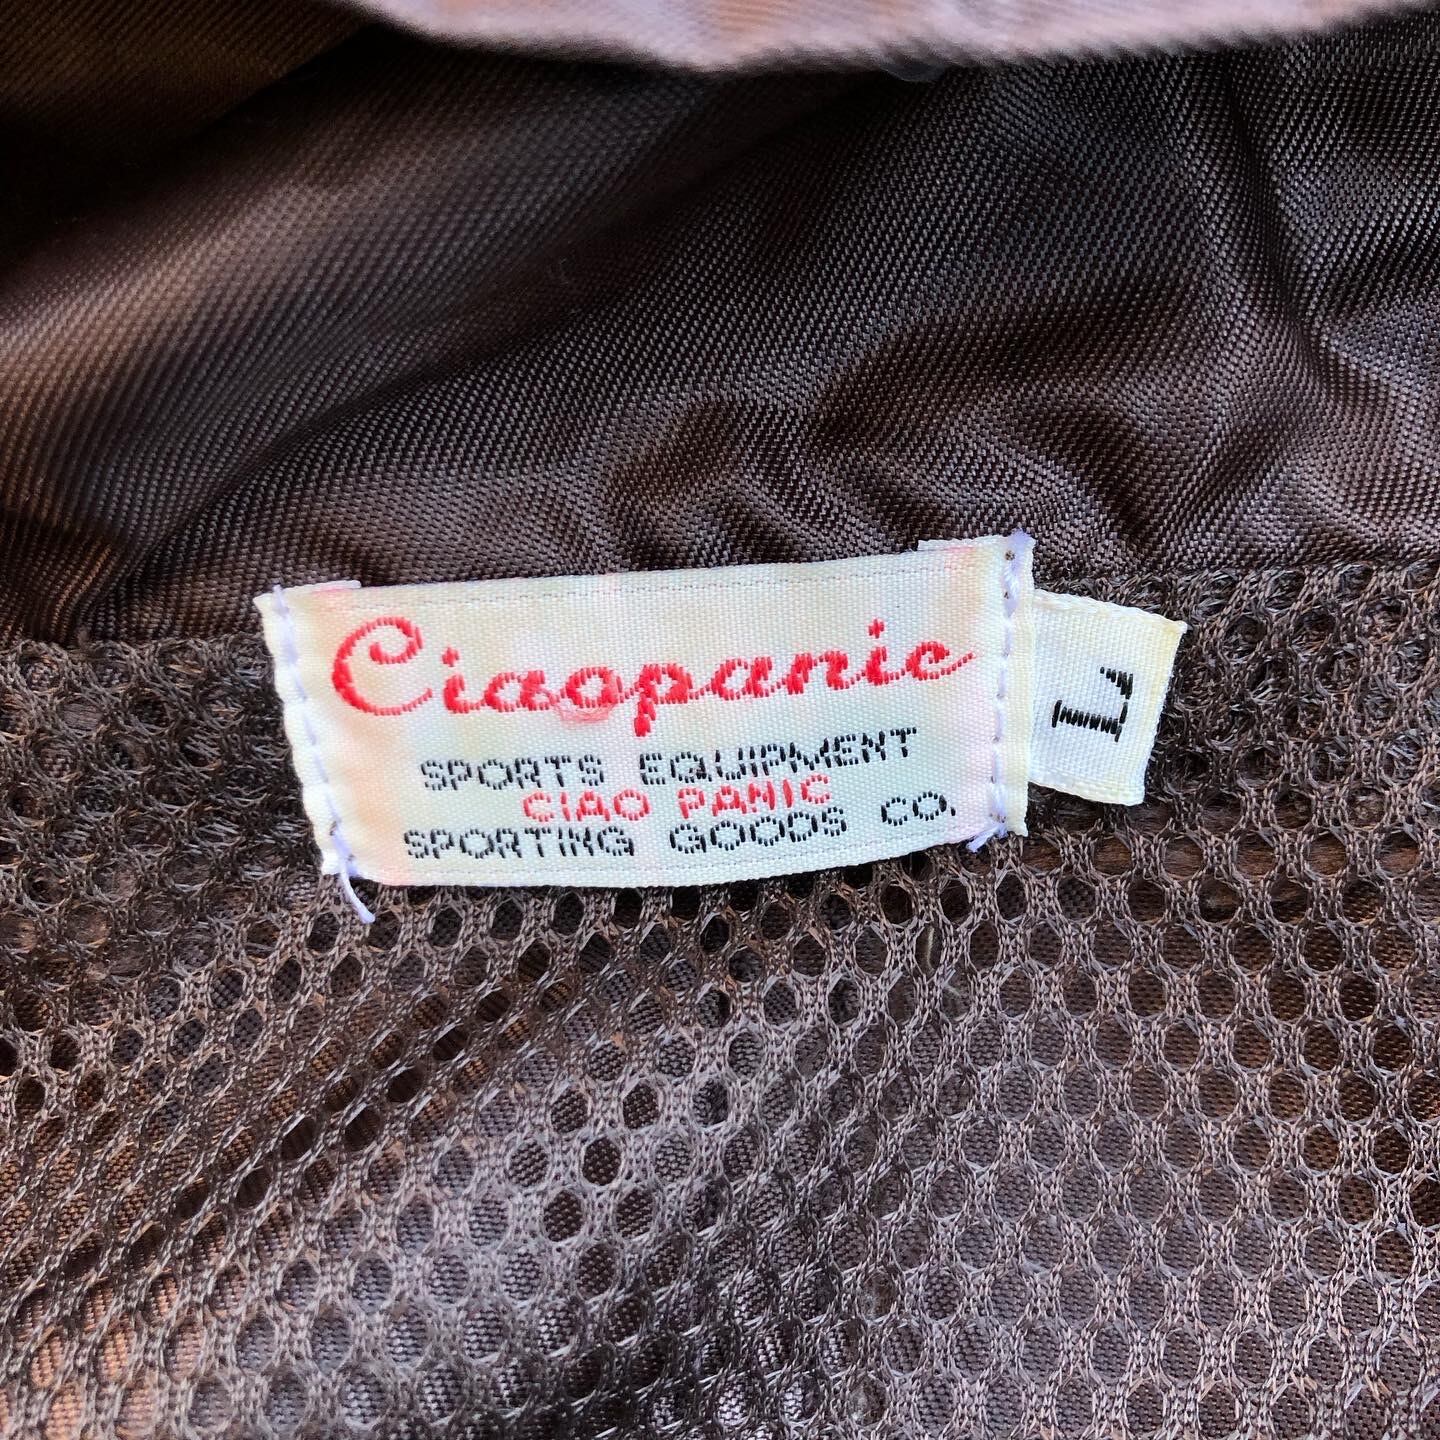 Ciaopanic
SPORTS EQUIPMENT
CIAO PANIC
SPORTING GOODS CO.
L